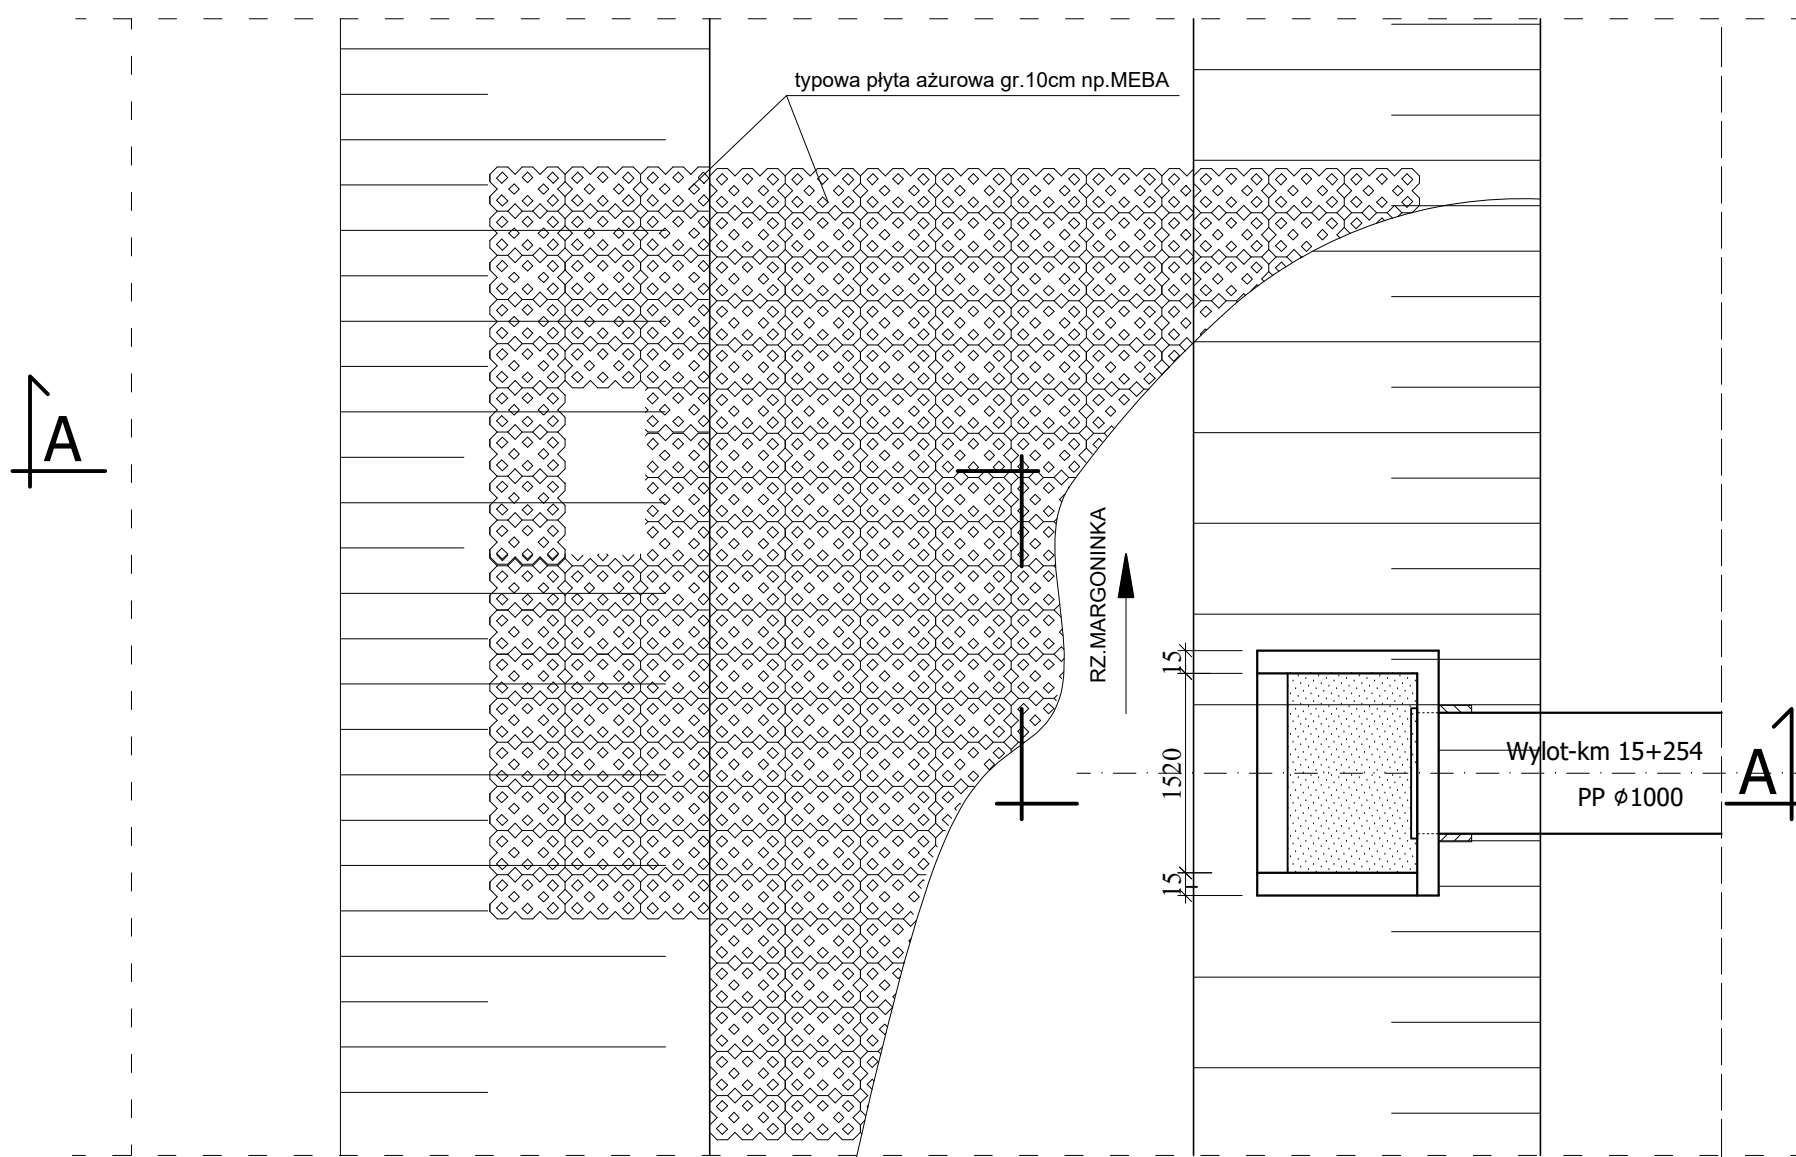 typowa płyta ażurowa gr.10cm np.MEBA
A
RZ.MARGONINKA
15
1520
15
Wylot-km 15+254
PP ϕ1000
A